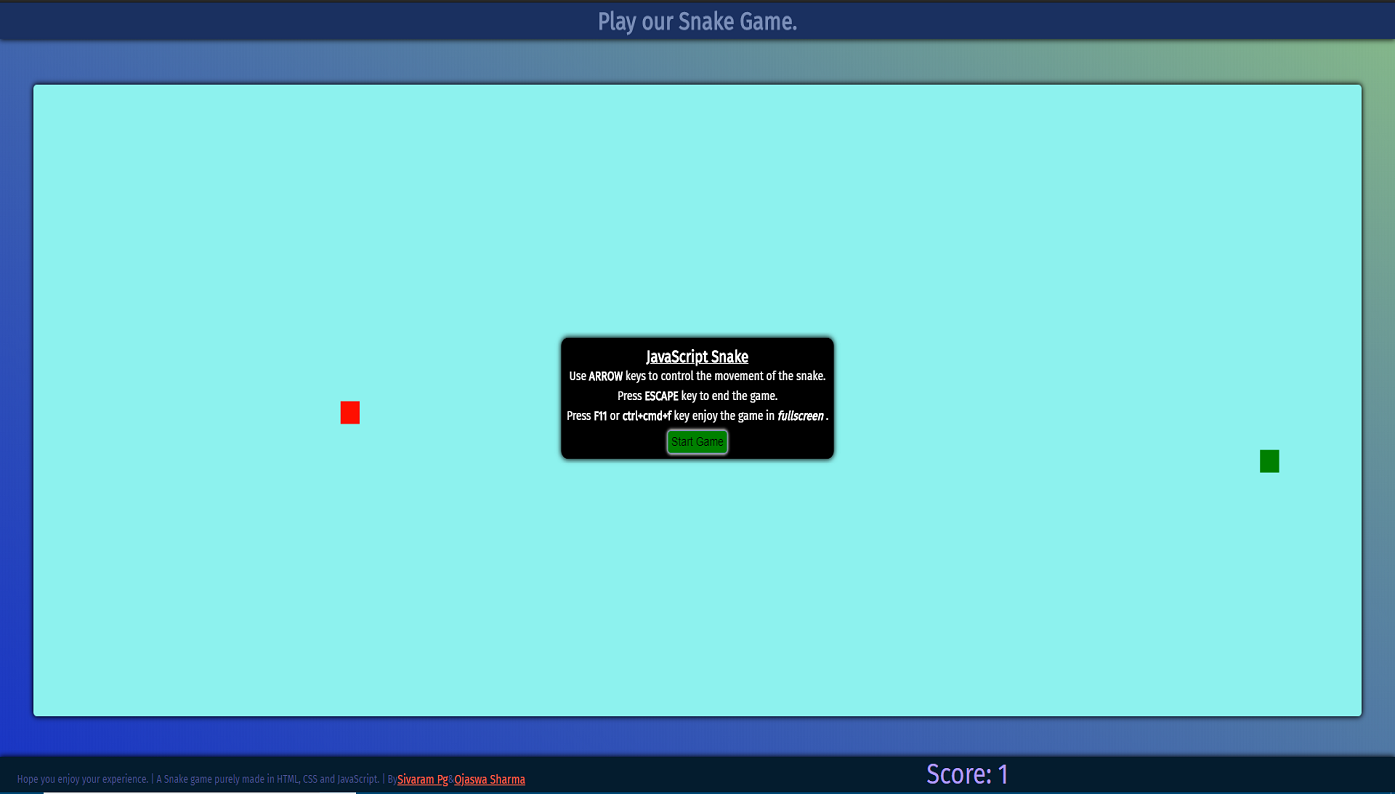 Play our Snake Game.
JavaScript Snake
Use ARROW keys to control the movement of the snake.
Press ESCAPE key to end the game.
Press F11 or ctrl+cmd+f key enjoy the game in fullscreen .
Start Game
Hope you enjoy your experience. | A Snake game purely made in HTML, CSS and JavaScript. | By Sivaram Pg & Ojaswa Sharma
Score: 1